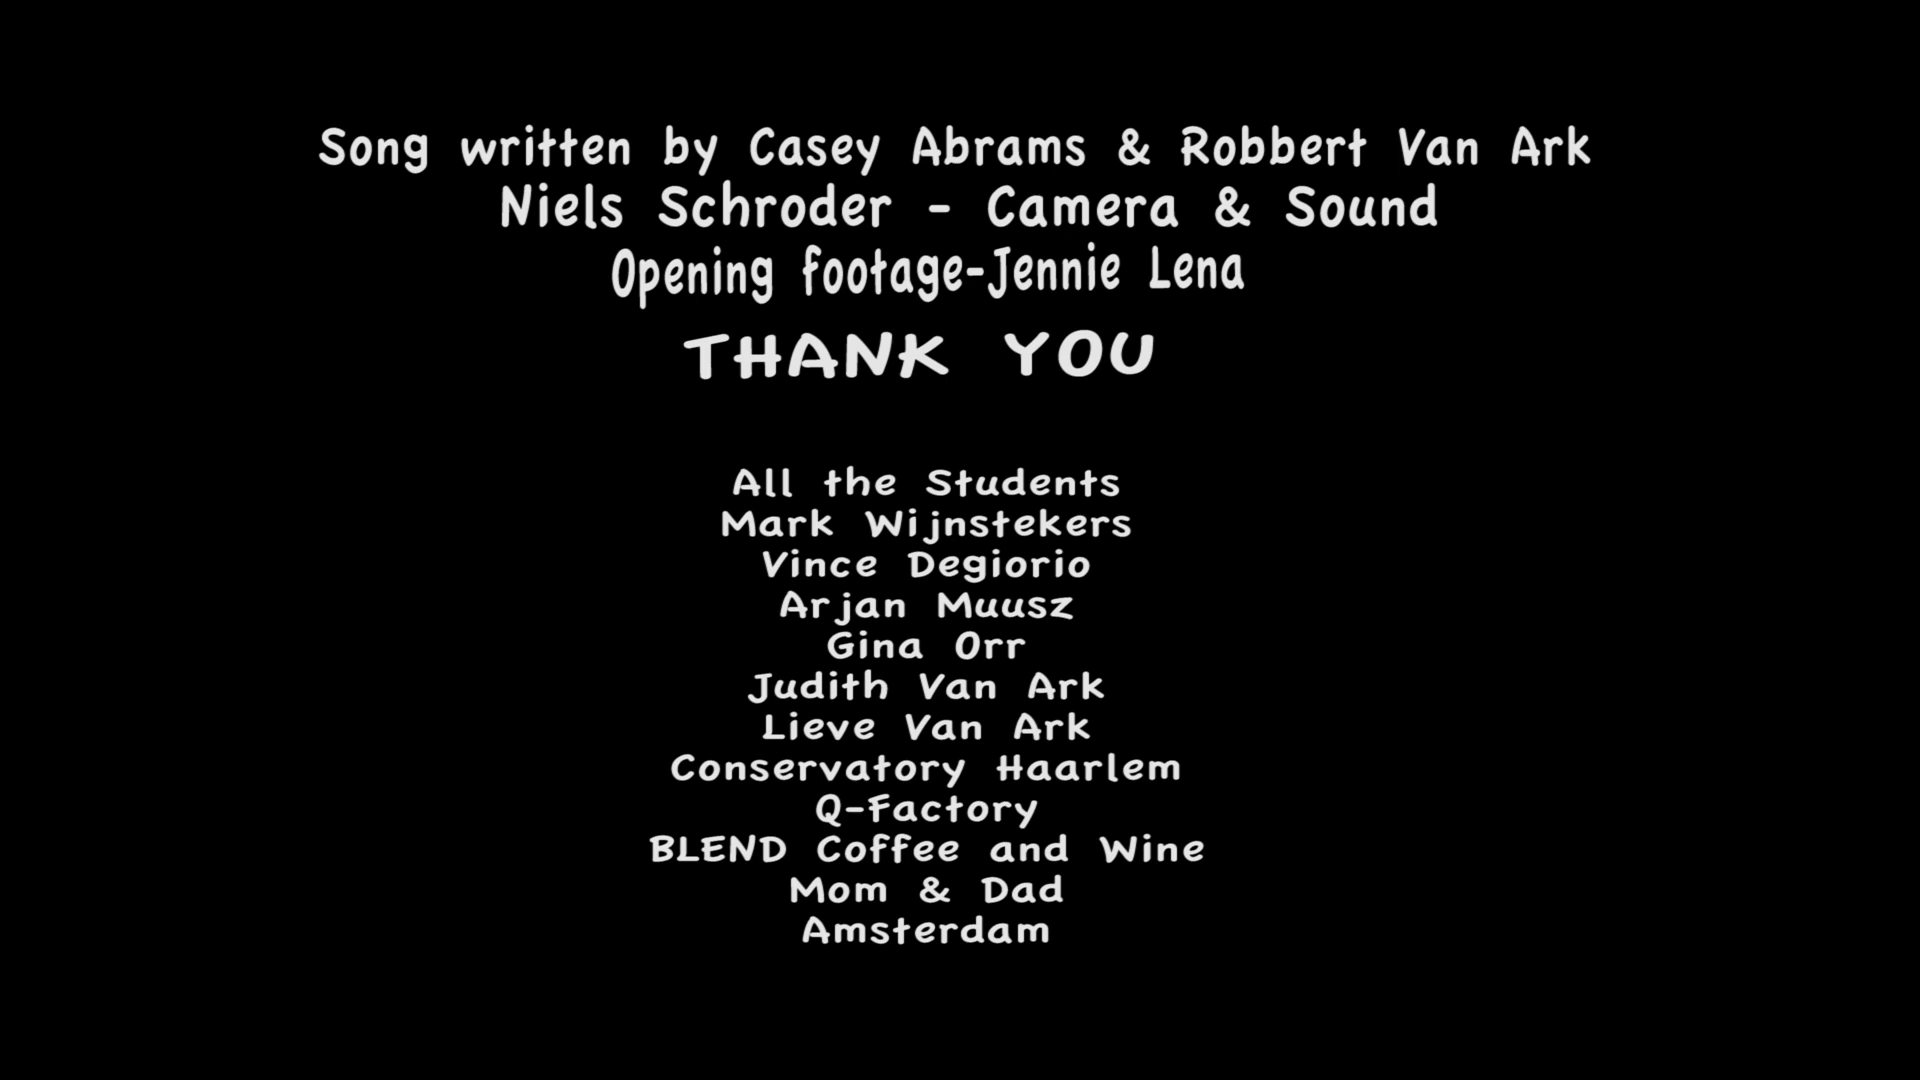 Song written by Casey Abrams & Robbert Van Ark
Niels Schroder - Camera & Sound
Opening footage-Jennie Lena
THANK YOU
All the Students
Mark Wijnstekers
Vince Degiorio
Arjan Muusz
Gina Orr
Judith Van Ark
Lieve Van Ark
Conservatory Haarlem
Q-Factory
BLEND Coffee and Wine
Mom & Dad
Amsterdam